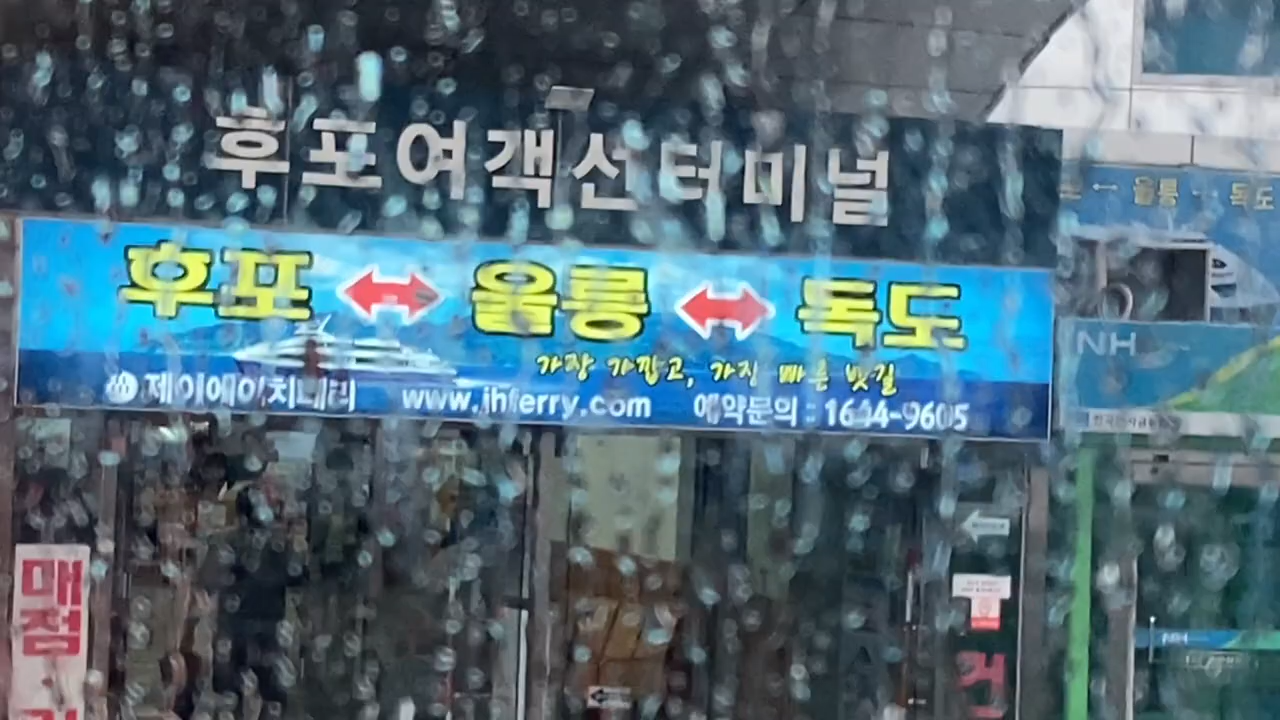 후포여객선터미널
후포 ↔ 울릉 ↔ 독도
가장 가깝고, 가장 빠른 뱃길
제이에이치페리 www.jhferry.com 예약문의 : 1644-9605
울릉 ↔ 독도
NH
매점
NH